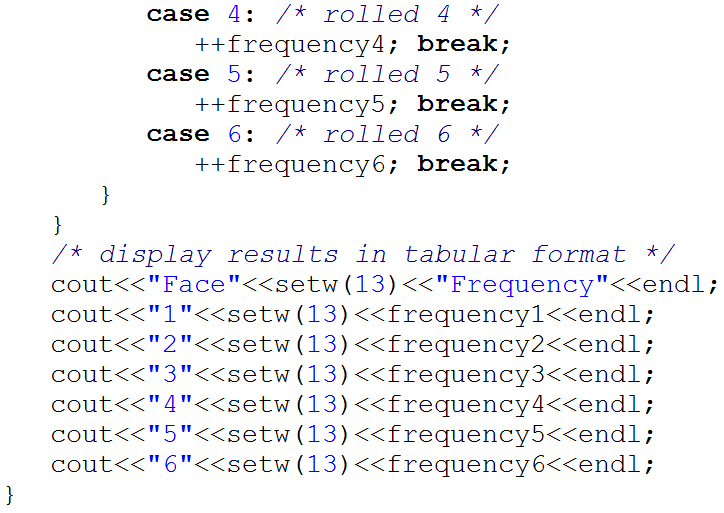 case 4: /* rolled 4 */
++frequency4; break;
case 5: /* rolled 5 */
++frequency5; break;
case 6: /* rolled 6 */
++frequency6; break;
}
}
/* display results in tabular format */
cout<<"Face"<<setw(13)<<"Frequency"<<endl;
cout<<"1"<<setw(13)<<frequency1<<endl;
cout<<"2"<<setw(13)<<frequency2<<endl;
cout<<"3"<<setw(13)<<frequency3<<endl;
cout<<"4"<<setw(13)<<frequency4<<endl;
cout<<"5"<<setw(13)<<frequency5<<endl;
cout<<"6"<<setw(13)<<frequency6<<endl;
}